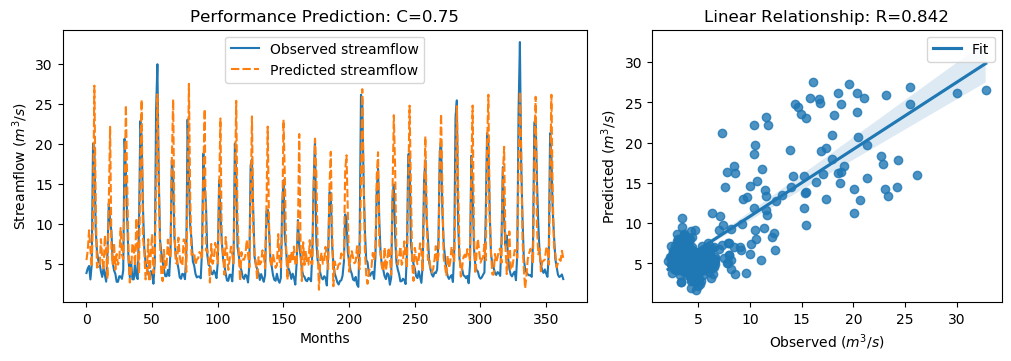 Performance Prediction: C=0.75
Observed streamflow
Predicted streamflow
Streamflow (m³/s)
30
25
20
15
10
5
0
50
100
150
200
250
300
350
Months
Linear Relationship: R=0.842
Fit
Predicted (m³/s)
30
25
20
15
10
5
5
10
15
20
25
30
Observed (m³/s)